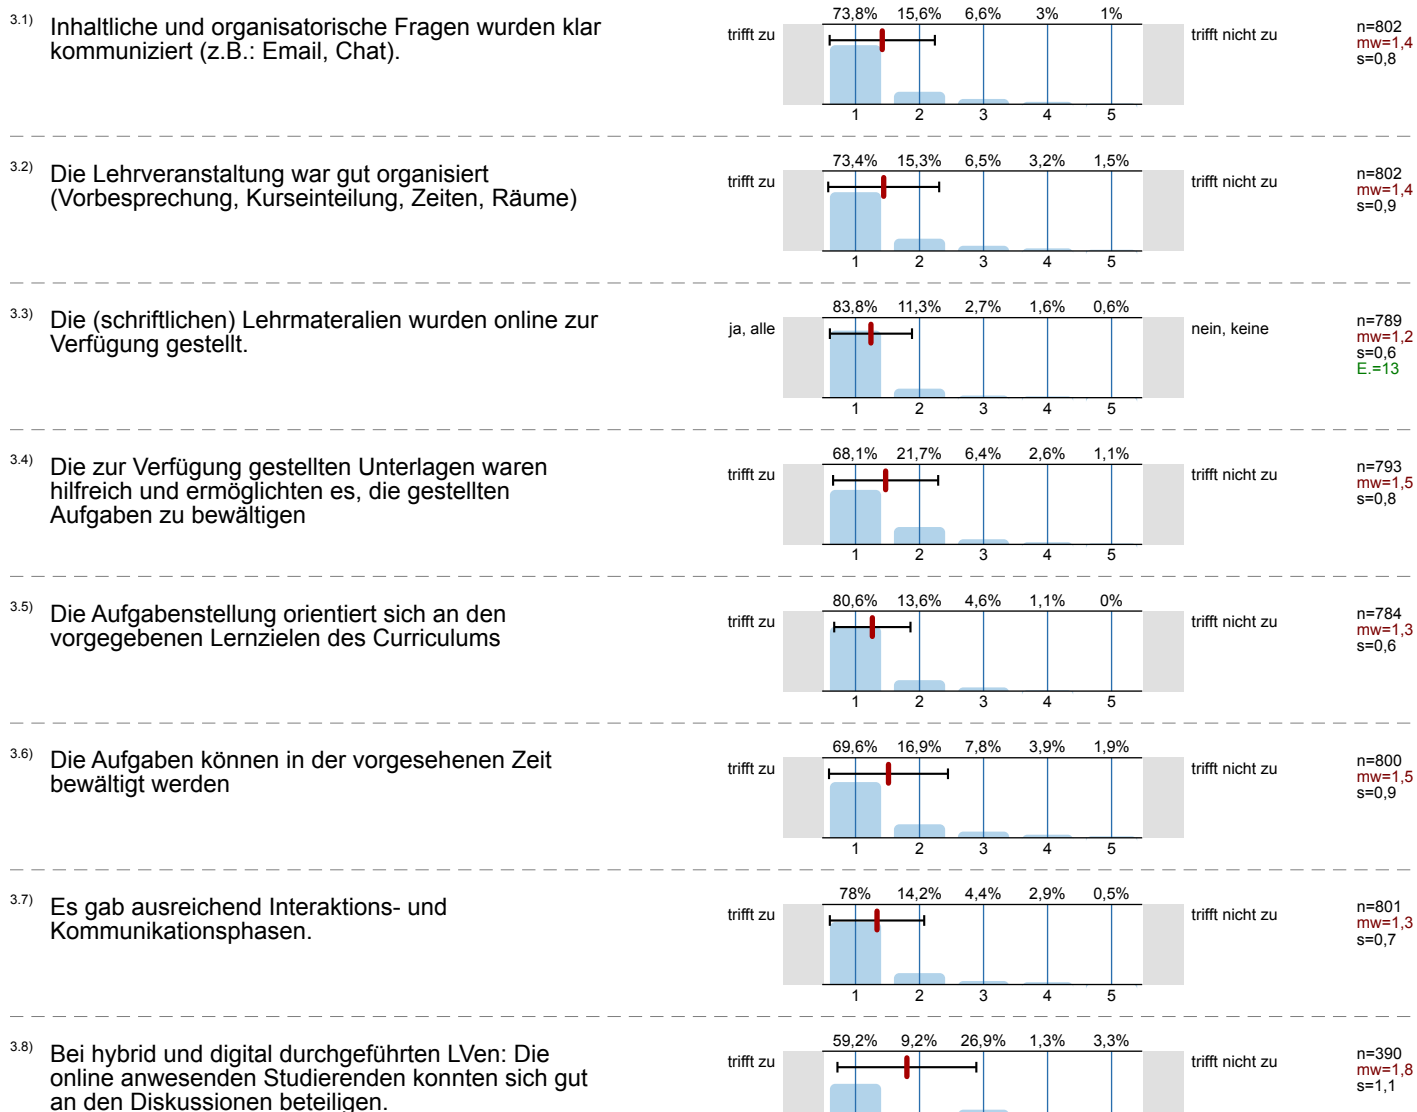 3.1) Inhaltliche und organisatorische Fragen wurden klar
kommuniziert (z.B.: Email, Chat).
73,8% 15,6% 6,6% 3% 1%
trifft zu trifft nicht zu
n=802
mw=1,4
s=0,8
1 2 3 4 5
3.2) Die Lehrveranstaltung war gut organisiert
(Vorbesprechung, Kurseinteilung, Zeiten, Räume)
73,4% 15,3% 6,5% 3,2% 1,5%
trifft zu trifft nicht zu
n=802
mw=1,4
s=0,9
1 2 3 4 5
3.3) Die (schriftlichen) Lehrmateralien wurden online zur
Verfügung gestellt.
83,8% 11,3% 2,7% 1,6% 0,6%
ja, alle nein, keine
n=789
mw=1,2
s=0,6
E.=13
1 2 3 4 5
3.4) Die zur Verfügung gestellten Unterlagen waren
hilfreich und ermöglichten es, die gestellten
Aufgaben zu bewältigen
68,1% 21,7% 6,4% 2,6% 1,1%
trifft zu trifft nicht zu
n=793
mw=1,5
s=0,8
1 2 3 4 5
3.5) Die Aufgabenstellung orientiert sich an den
vorgegebenen Lernzielen des Curriculums
80,6% 13,6% 4,6% 1,1% 0%
trifft zu trifft nicht zu
n=784
mw=1,3
s=0,6
1 2 3 4 5
3.6) Die Aufgaben können in der vorgesehenen Zeit
bewältigt werden
69,6% 16,9% 7,8% 3,9% 1,9%
trifft zu trifft nicht zu
n=800
mw=1,5
s=0,9
1 2 3 4 5
3.7) Es gab ausreichend Interaktions- und
Kommunikationsphasen.
78% 14,2% 4,4% 2,9% 0,5%
trifft zu trifft nicht zu
n=801
mw=1,3
s=0,7
1 2 3 4 5
3.8) Bei hybrid und digital durchgeführten LVen: Die
online anwesenden Studierenden konnten sich gut
an den Diskussionen beteiligen.
59,2% 9,2% 26,9% 1,3% 3,3%
trifft zu trifft nicht zu
n=390
mw=1,8
s=1,1